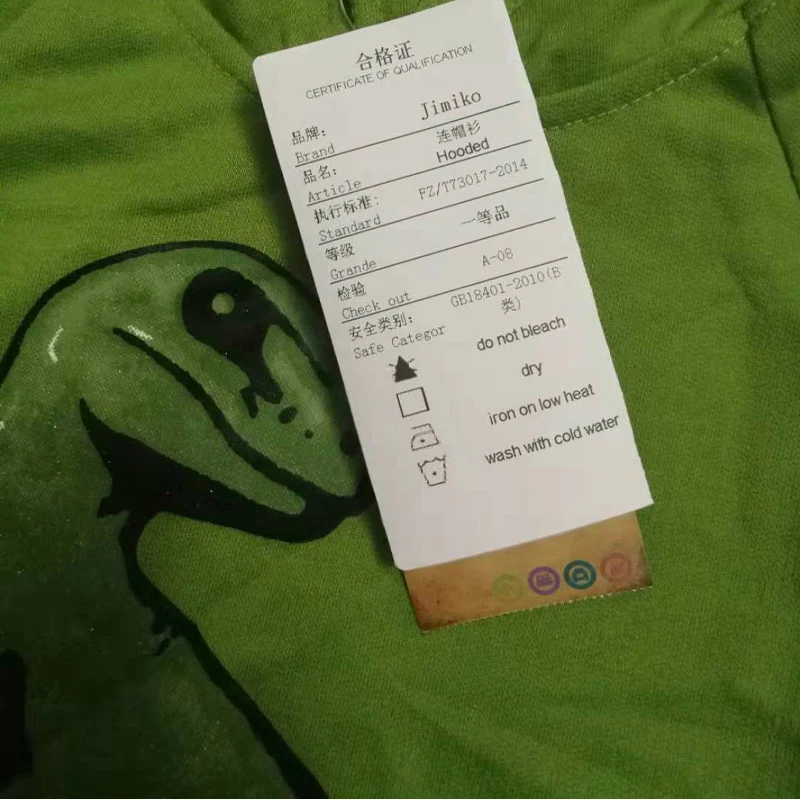 合格证
CERTIFICATE OF QUALIFICATION
品牌: Jimiko
Brand
品名: 连帽衫
Article Hooded
执行标准: FZ/T73017-2014
Standard
等级 一等品
Grande
检验 A-08
Check out
安全类别: GB18401-2010(B
类)
Safe Categor
do not bleach
dry
iron on low heat
wash with cold water